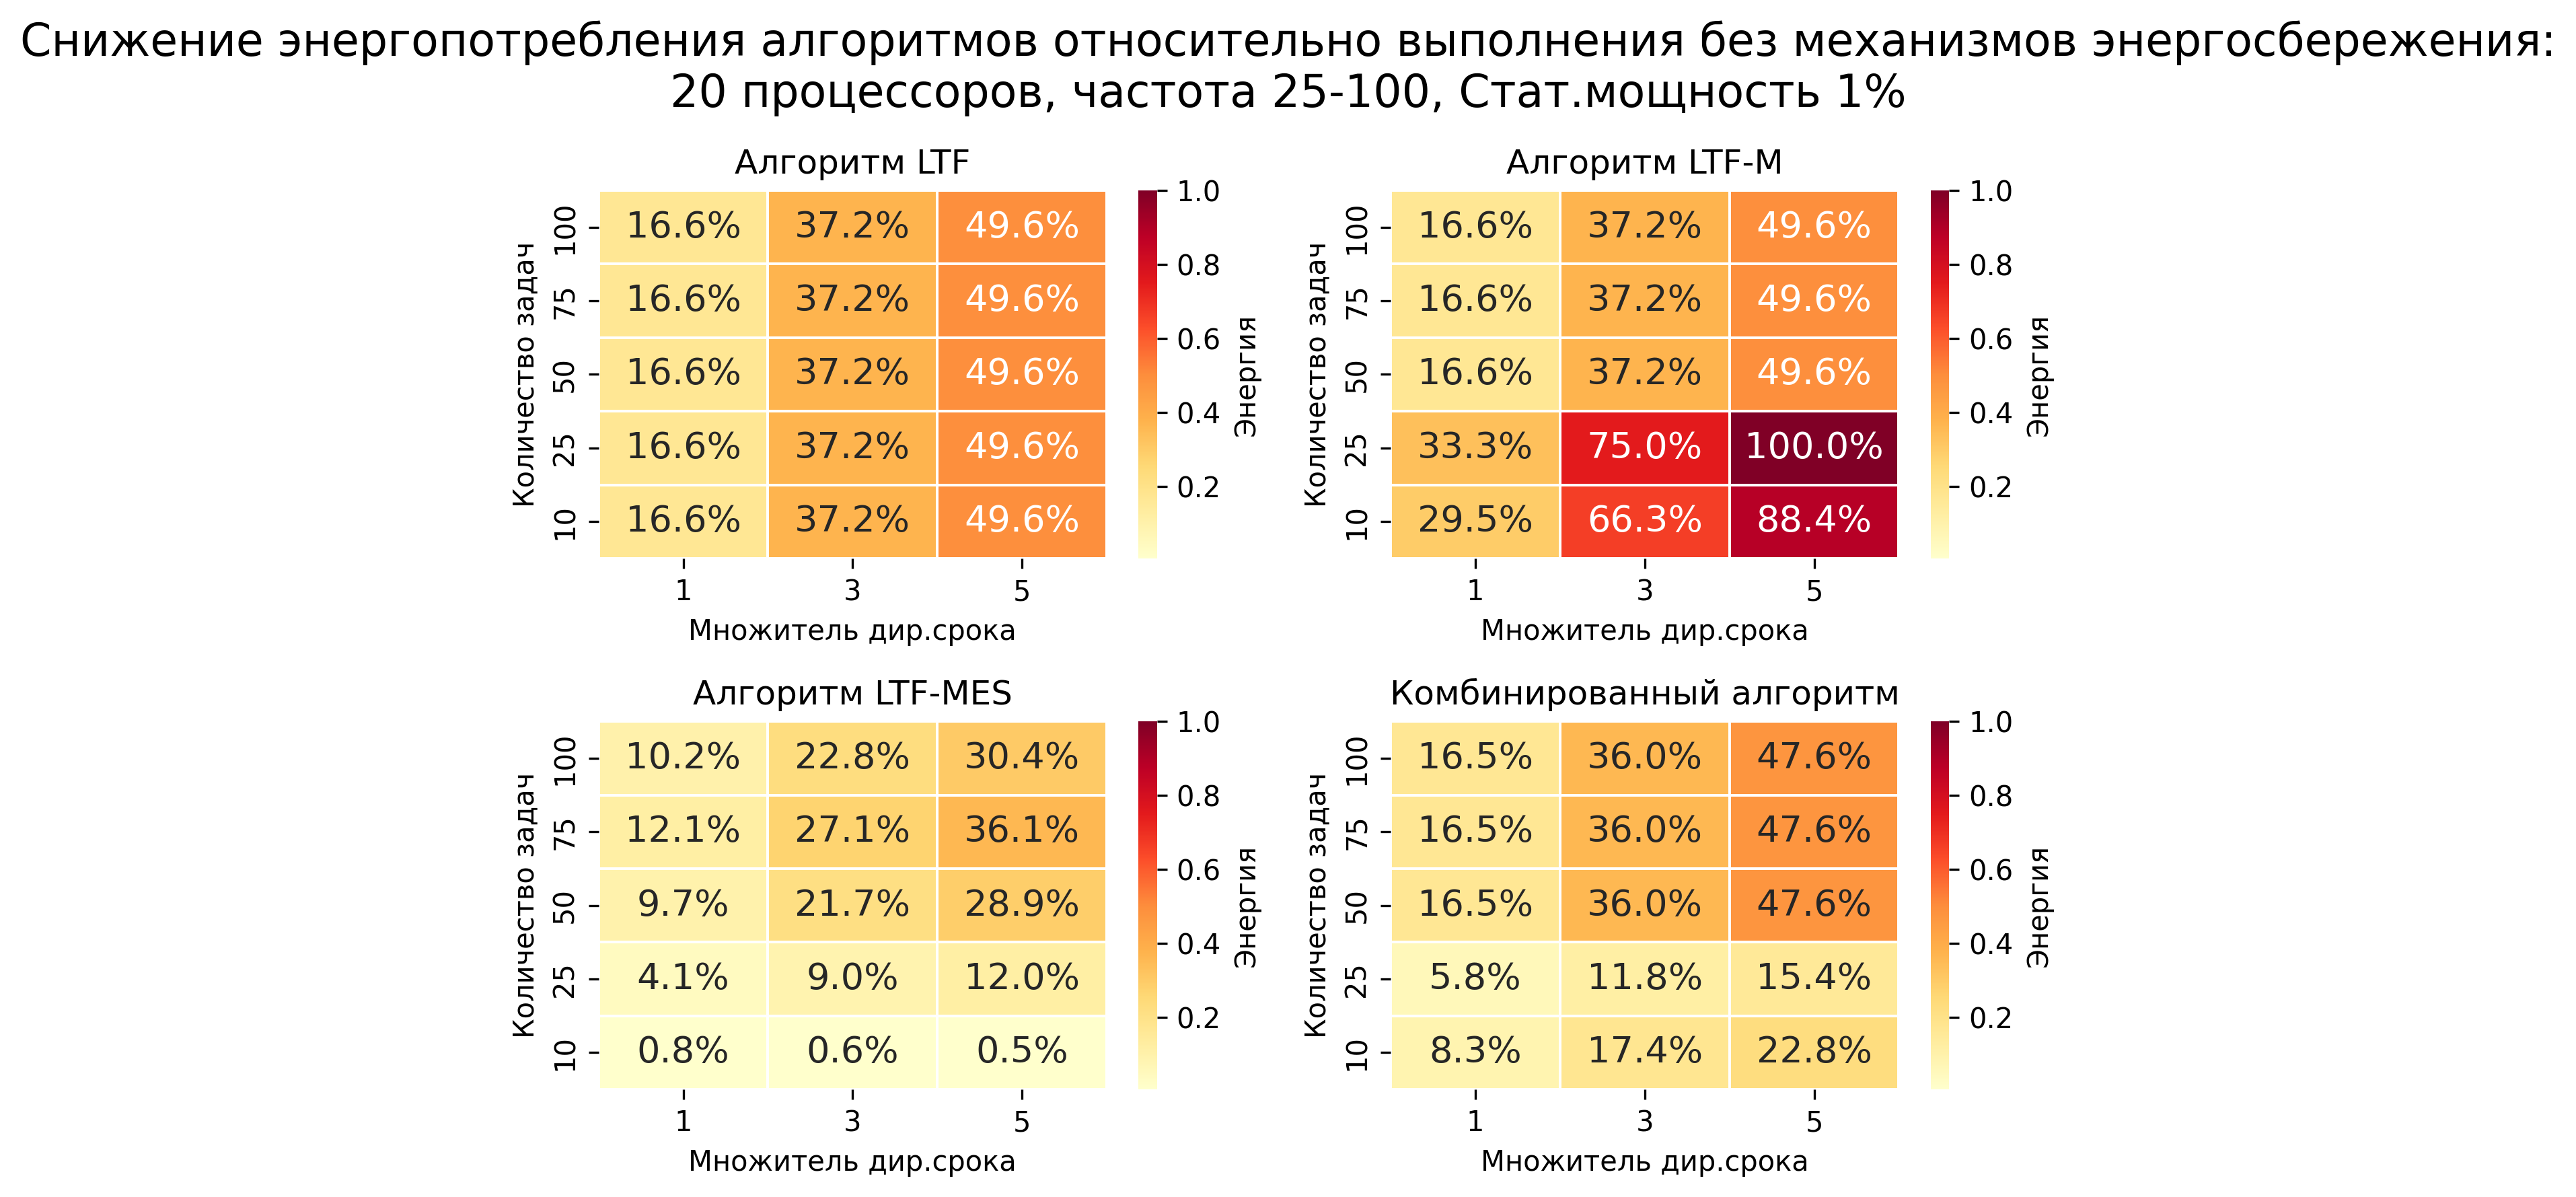 Снижение энергопотребления алгоритмов относительно выполнения без механизмов энергосбережения:
20 процессоров, частота 25-100, Стат.мощность 1%
Алгоритм LTF
Количество задач
100 16.6% 37.2% 49.6%
75 16.6% 37.2% 49.6%
50 16.6% 37.2% 49.6%
25 16.6% 37.2% 49.6%
10 16.6% 37.2% 49.6%
1 3 5
Множитель дир.срока
1.0
0.8
0.6
0.4
0.2
Энергия
Алгоритм LTF-M
Количество задач
100 16.6% 37.2% 49.6%
75 16.6% 37.2% 49.6%
50 16.6% 37.2% 49.6%
25 33.3% 75.0% 100.0%
10 29.5% 66.3% 88.4%
1 3 5
Множитель дир.срока
1.0
0.8
0.6
0.4
0.2
Энергия
Алгоритм LTF-MES
Количество задач
100 10.2% 22.8% 30.4%
75 12.1% 27.1% 36.1%
50 9.7% 21.7% 28.9%
25 4.1% 9.0% 12.0%
10 0.8% 0.6% 0.5%
1 3 5
Множитель дир.срока
1.0
0.8
0.6
0.4
0.2
Энергия
Комбинированный алгоритм
Количество задач
100 16.5% 36.0% 47.6%
75 16.5% 36.0% 47.6%
50 16.5% 36.0% 47.6%
25 5.8% 11.8% 15.4%
10 8.3% 17.4% 22.8%
1 3 5
Множитель дир.срока
1.0
0.8
0.6
0.4
0.2
Энергия